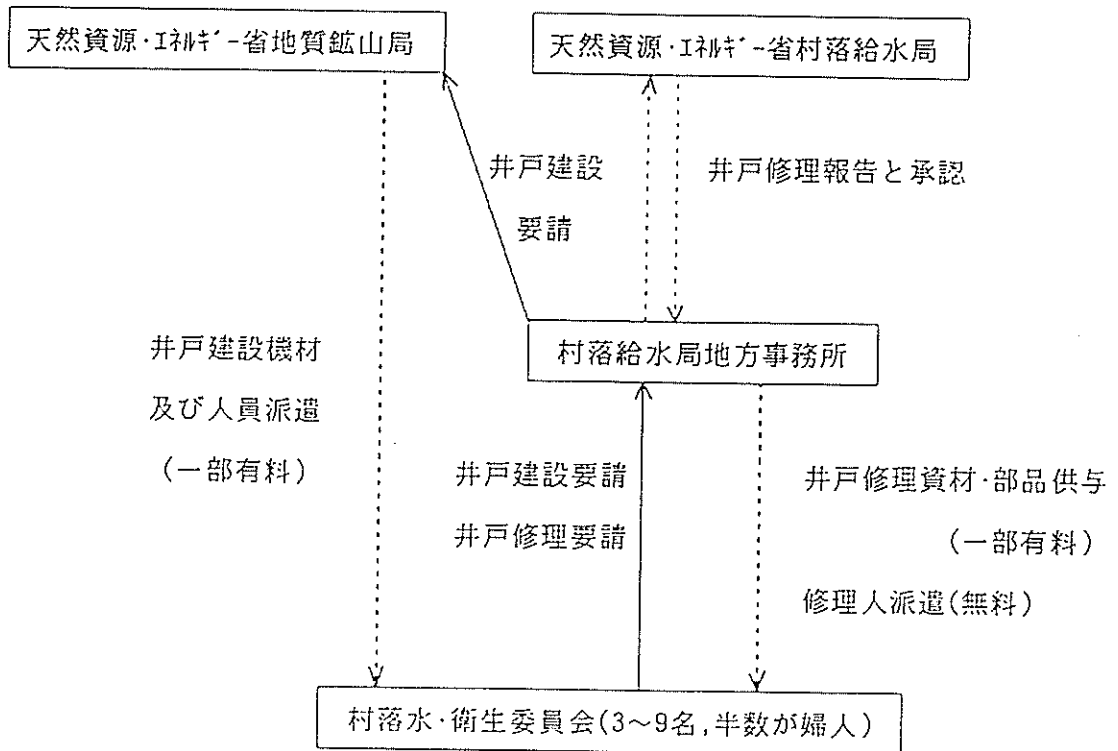 天然資源・ｴﾈﾙｷﾞｰ省地質鉱山局
天然資源・ｴﾈﾙｷﾞｰ省村落給水局
井戸建設
要請
井戸修理報告と承認
村落給水局地方事務所
井戸建設機材
及び人員派遣
(一部有料)
井戸建設要請
井戸修理要請
井戸修理資材・部品供与
(一部有料)
修理人派遣(無料)
村落水・衛生委員会(3～9名,半数が婦人)